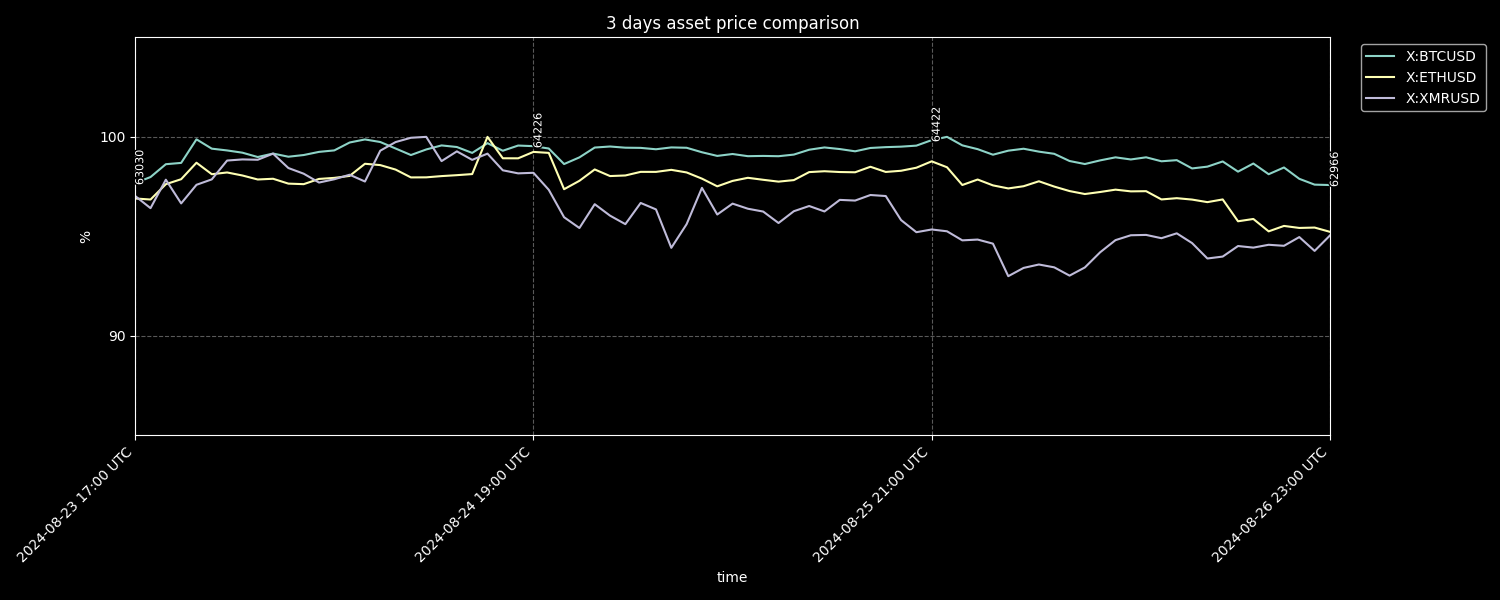 3 days asset price comparison
X:BTCUSD
X:ETHUSD
X:XMRUSD
100
90
%
63030
64226
64422
62966
2024-08-23 17:00 UTC
2024-08-24 19:00 UTC
2024-08-25 21:00 UTC
2024-08-26 23:00 UTC
time